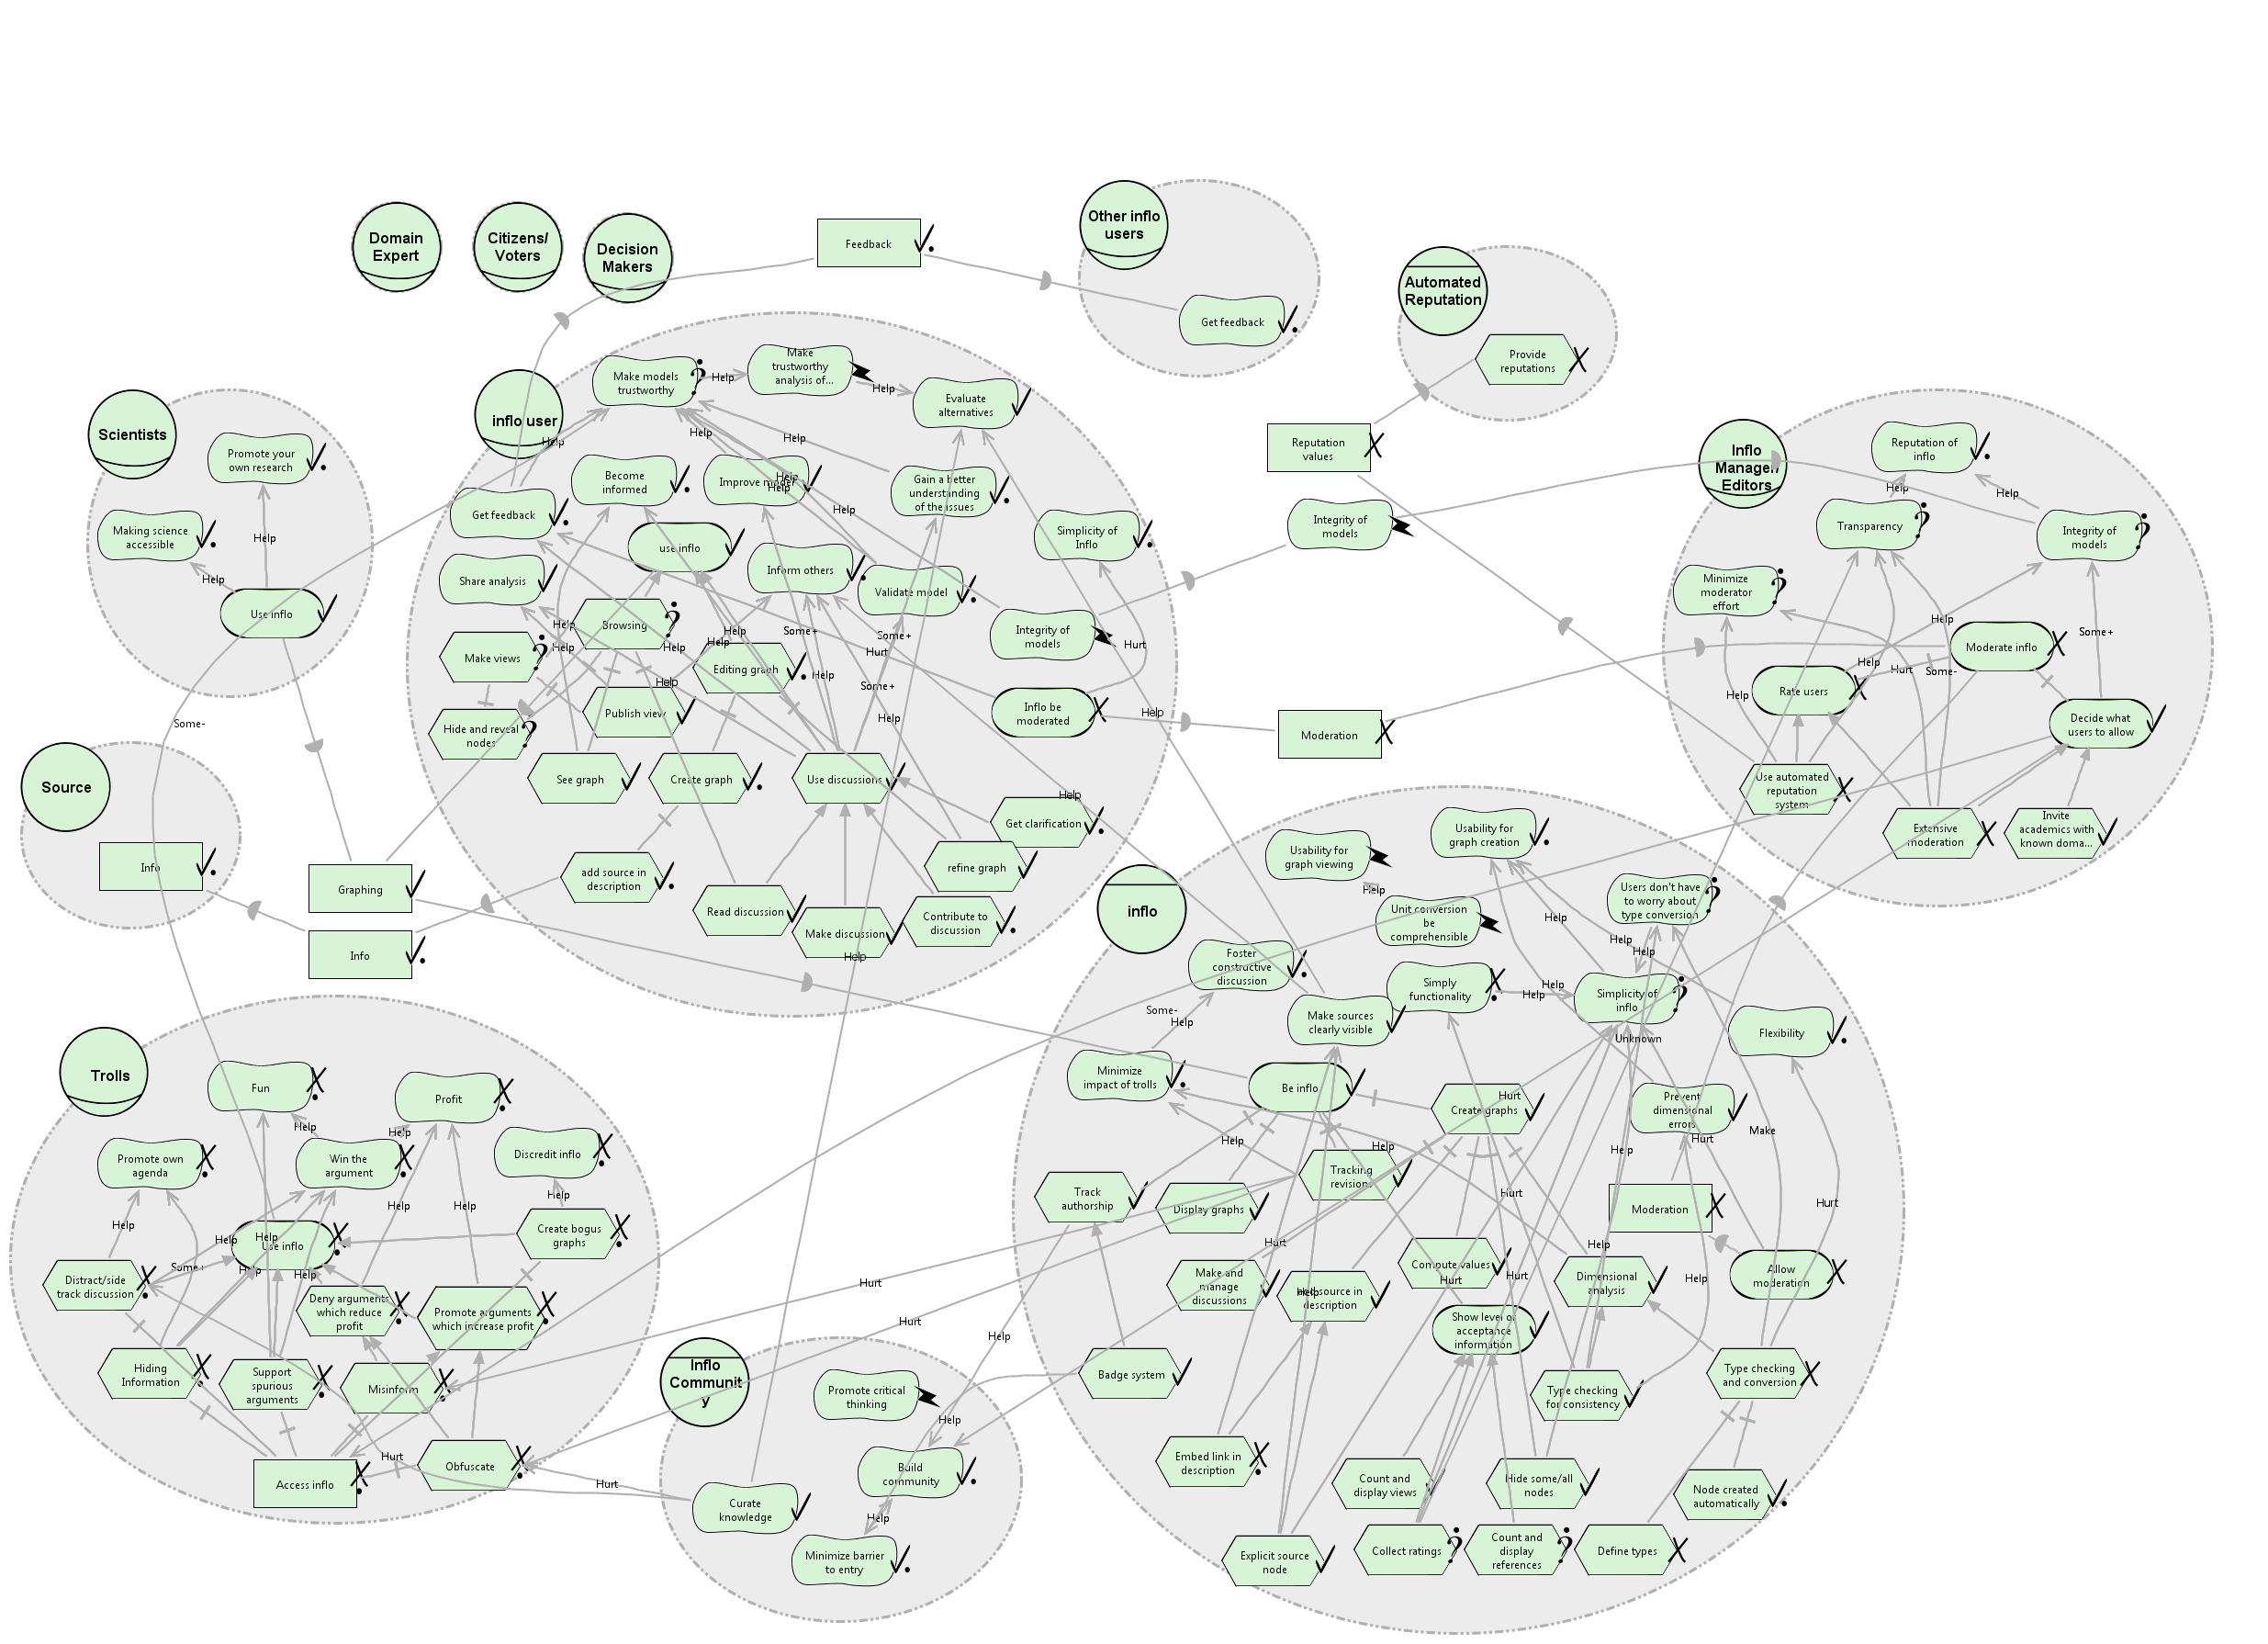 Domain
Expert
Citizens/
Voters
Decision
Makers
Feedback
Other inflo
users
Get feedback
Automated
Reputation
Provide
reputations
Reputation
values
Integrity of
models
Moderation
Scientists
Promote your
own research
Making science
accessible
Help
Help
Use inflo
Source
Info
Graphing
Info
Some-
inflo user
Make models
trustworthy
Help
Make
trustworthy
analysis of...
Help
Evaluate
alternatives
Help
Help
Help
Become
informed
Improve model
Help
Help
Gain a better
understanding
of the issues
Get feedback
Help
Simplicity of
Inflo
use inflo
Inform others
Share analysis
Validate model
Browsing
Help
Help
Help
Help
Some+
Some+
Integrity of
models
Hurt
Make views
Help
Hurt
Editing graph
Help
Help
Some+
Publish view
Hide and reveal
nodes
Help
Help
Inflo be
moderated
See graph
Create graph
Use discussions
Help
Get clarification
refine graph
add source in
description
Read discussion
Make discussion
Contribute to
discussion
Help
Inflo
Manager/
Editors
Reputation of
inflo
Help
Help
Transparency
Integrity of
models
Minimize
moderator
effort
Help
Some+
Moderate inflo
Help
Hurt
Some-
Rate users
Help
Decide what
users to allow
Use automated
reputation
system
Extensive
moderation
Invite
academics with
known doma...
inflo
Usability for
graph viewing
Usability for
graph creation
Help
Users don't have
to worry about
type conversion
Unit conversion
be
comprehensible
Help
Help
Help
Foster
constructive
discussion
Simply
functionality
Help
Help
Simplicity of
inflo
Make sources
clearly visible
Some-
Help
Unknown
Flexibility
Minimize
impact of trolls
Be inflo
Hurt
Create graphs
Prevent
dimensional
errors
Help
Help
Hurt
Make
Help
Tracking
revisions
Track
authorship
Display graphs
Hurt
Moderation
Hurt
Hurt
Help
Make and
manage
discussions
Help
Add source in
description
Compute values
Hurt
Hurt
Dimensional
analysis
Help
Allow
moderation
Show level of
acceptance
information
Help
Badge system
Type checking
for consistency
Type checking
and conversion
Embed link in
description
Count and
display views
Hide some/all
nodes
Node created
automatically
Explicit source
node
Collect ratings
Count and
display
references
Define types
Trolls
Fun
Profit
Help
Help
Promote own
agenda
Win the
argument
Discredit inflo
Help
Help
Help
Help
Help
Help
Use inflo
Create bogus
graphs
Some+
Help
Help
Distract/side
track discussion
Deny arguments
which reduce
profit
Promote arguments
which increase profit
Hiding
Information
Support
spurious
arguments
Misinform
Hurt
Obfuscate
Access inflo
Hurt
Hurt
Hurt
Inflo
Communit
y
Promote critical
thinking
Help
Build
community
Curate
knowledge
Help
Minimize barrier
to entry